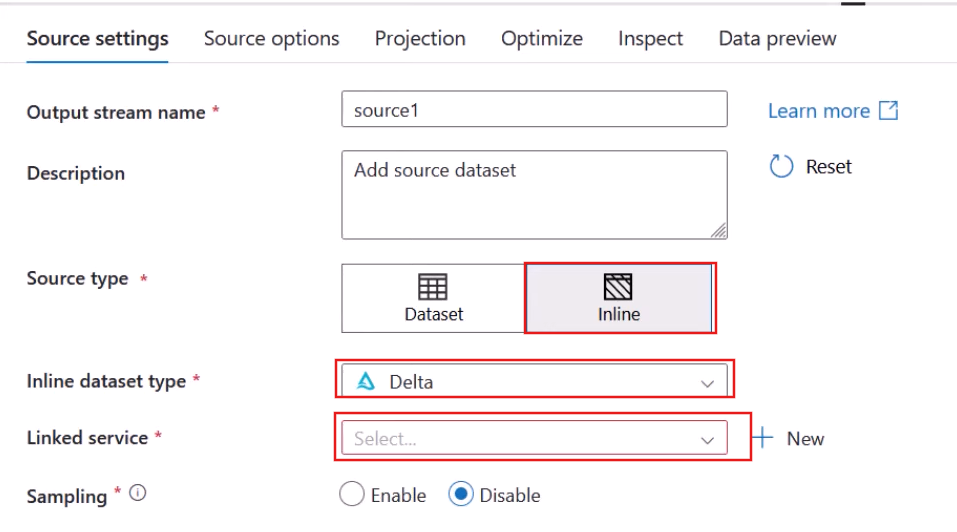 Source settings Source options Projection Optimize Inspect Data preview
Output stream name * source1 Learn more
Description Add source dataset Reset
Source type * Dataset Inline
Inline dataset type * Delta
Linked service * Select... New
Sampling * Enable Disable